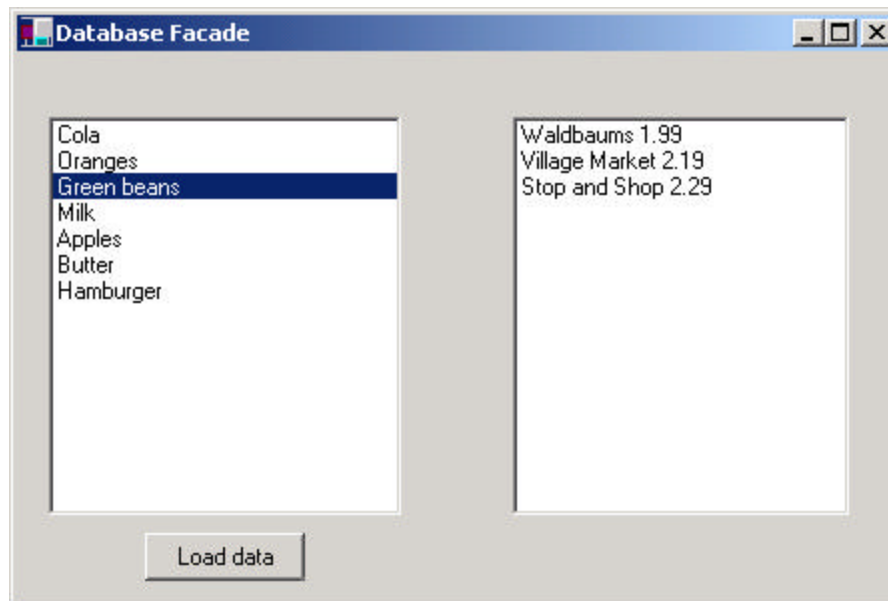 Database Facade
Cola
Oranges
Green beans
Milk
Apples
Butter
Hamburger
Waldbaums 1.99
Village Market 2.19
Stop and Shop 2.29
Load data